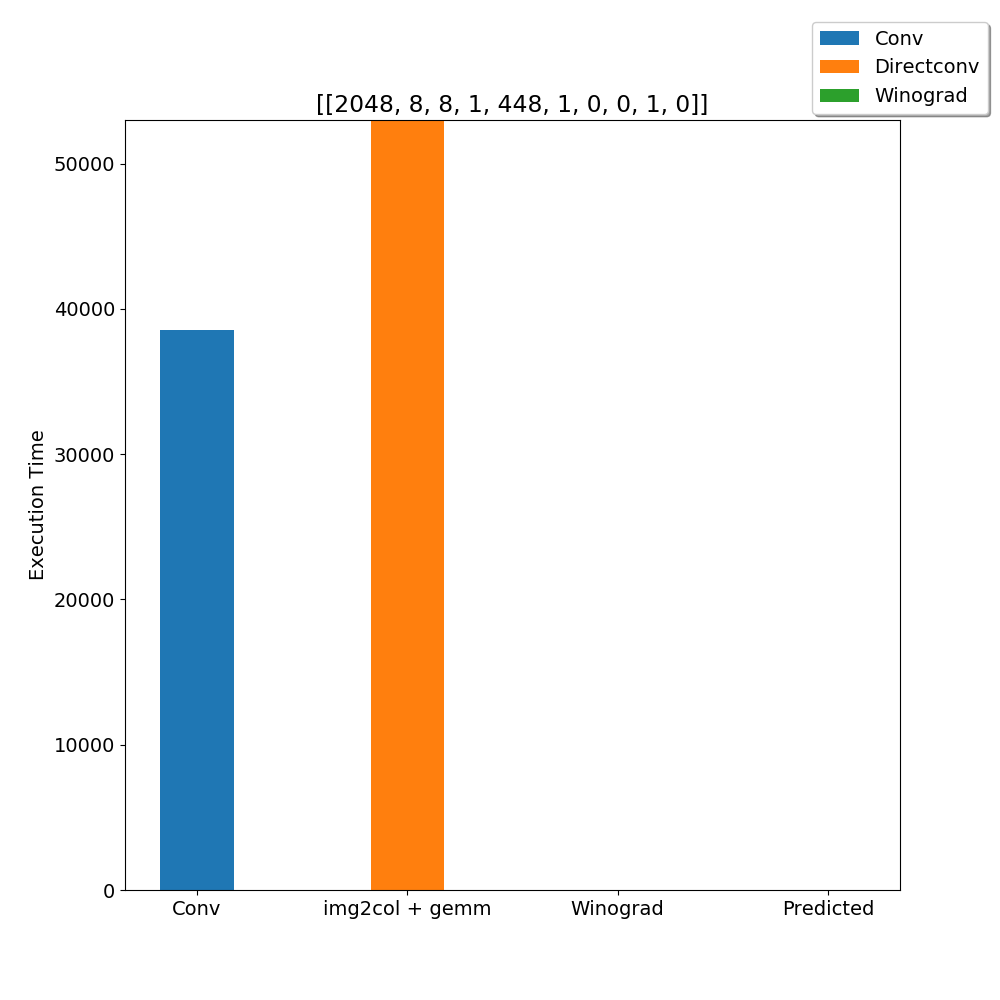 Conv
Directconv
Winograd
[[2048, 8, 8, 1, 448, 1, 0, 0, 1, 0]]
50000
40000
30000
20000
10000
0
Execution Time
Conv
img2col + gemm
Winograd
Predicted